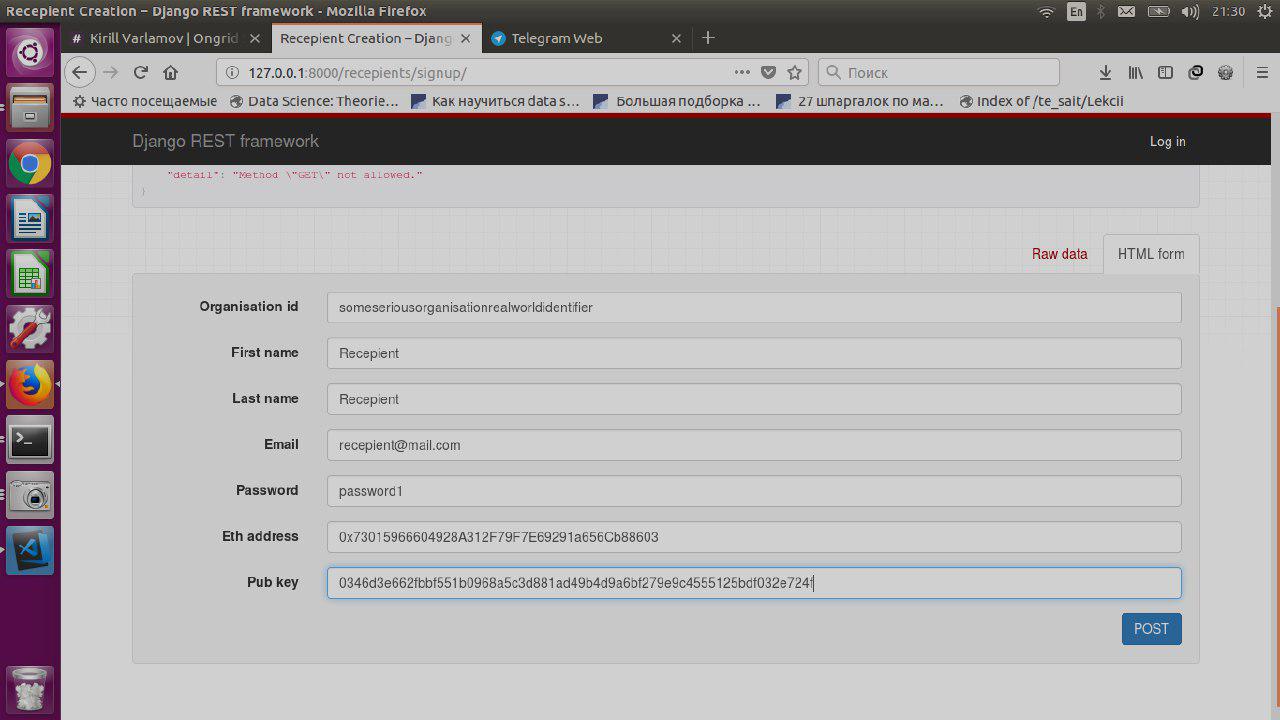 Recepient Creation – Django REST framework - Mozilla Firefox
En
21:30
# Kirill Varlamov | Ongrid
Recepient Creation – Djang
Telegram Web
127.0.0.1:8000/recepients/signup/
Поиск
Часто посещаемые
Data Science: Theorie…
Как научиться data s…
Большая подборка …
27 шпаргалок по ма…
Index of /te_sait/Lekcii
Django REST framework
Log in
"detail": "Method \"GET\" not allowed."
}
Raw data
HTML form
Organisation id
someseriousorganisationrealworldidentifier
First name
Recepient
Last name
Recepient
Email
recepient@mail.com
Password
password1
Eth address
0x73015966604928A312F79F7E69291a656Cb88603
Pub key
0346d3e662fbbf551b0968a5c3d881ad49b4d9a6bf279e9c4555125bdf032e724f
POST